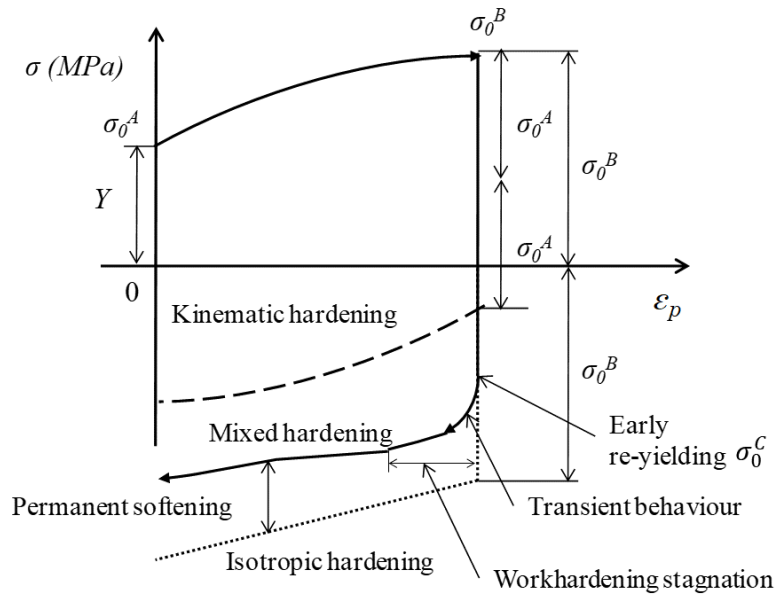 σ₀ᴮ
σ (MPa)
σ₀ᴬ
σ₀ᴬ
σ₀ᴮ
Y
σ₀ᴬ
0
εₚ
Kinematic hardening
σ₀ᴮ
Mixed hardening
Early
re-yielding σ₀ᶜ
Permanent softening
Transient behaviour
Isotropic hardening
Workhardening stagnation